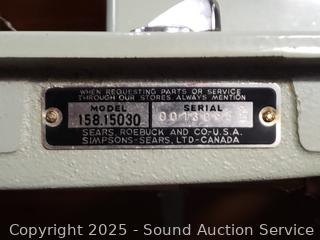 WHEN REQUESTING PARTS OR SERVICE
THROUGH OUR STORES ALWAYS MENTION
MODEL SERIAL
158.15030
SEARS, ROEBUCK AND CO-U.S.A.
SIMPSONS-SEARS, LTD-CANADA
Copyright 2025 - Sound Auction Service